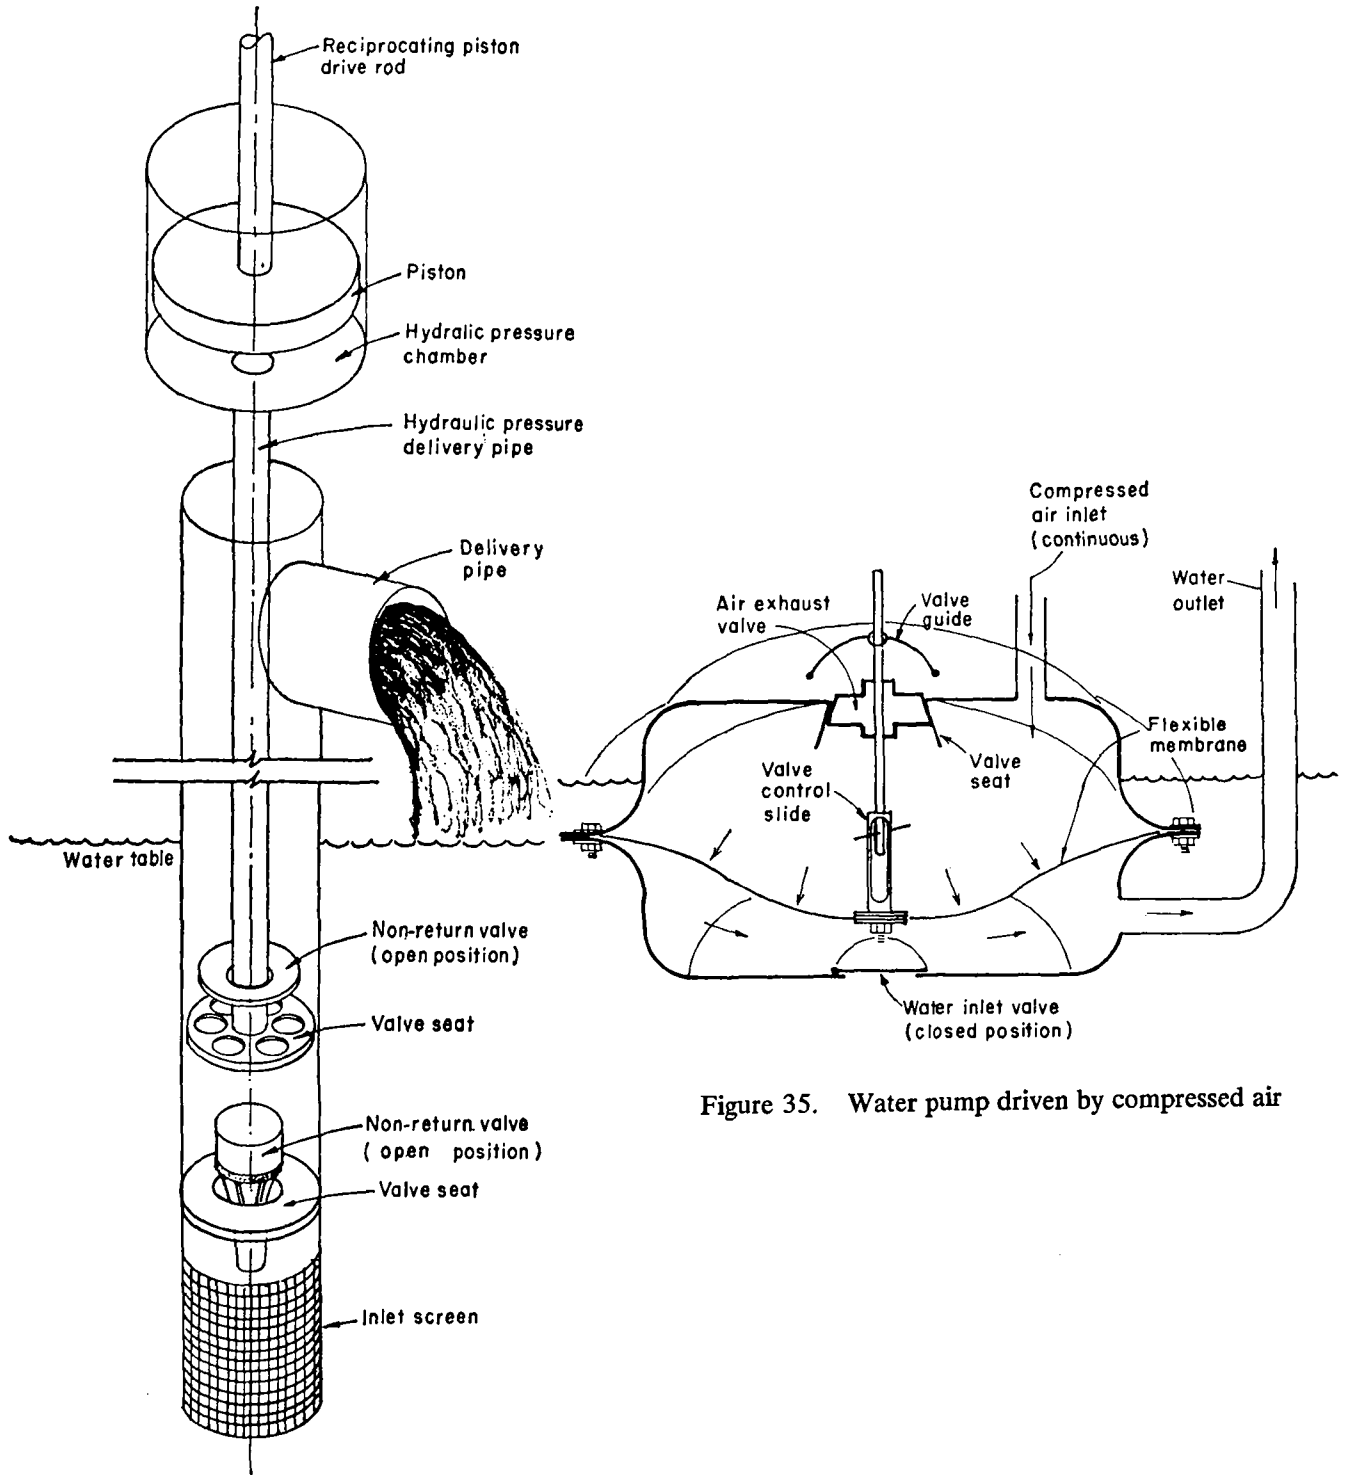 Reciprocating piston
drive rod
Piston
Hydralic pressure
chamber
Hydraulic pressure
delivery pipe
Delivery
pipe
Water table
Non-return valve
(open position)
Valve seat
Non-return valve
( open position)
Valve seat
Inlet screen
Compressed
air inlet
(continuous)
Water
outlet
Air exhaust
valve
Valve
guide
Flexible
membrane
Valve
seat
Valve
control
slide
Water inlet valve
(closed position)
Figure 35. Water pump driven by compressed air